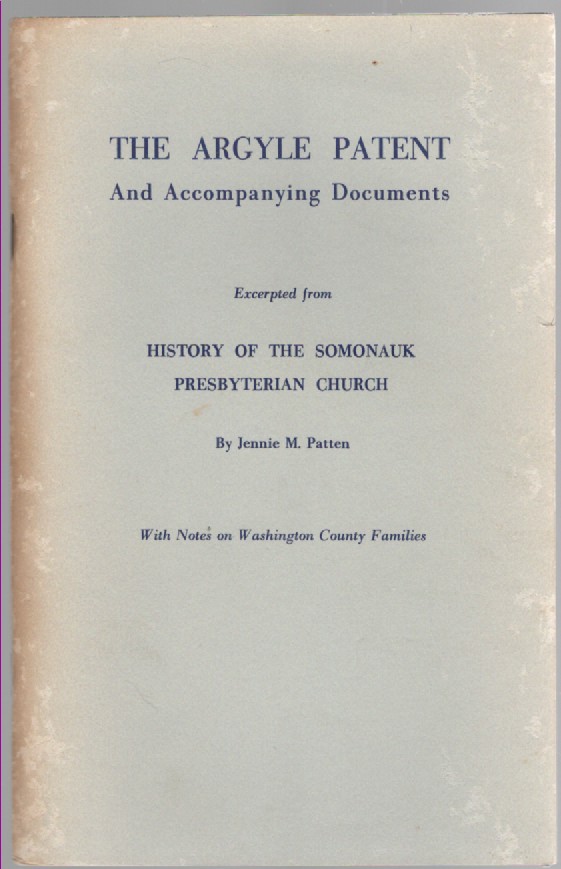 THE ARGYLE PATENT
And Accompanying Documents
Excerpted from
HISTORY OF THE SOMONAUK
PRESBYTERIAN CHURCH
By Jennie M. Patten
With Notes on Washington County Families